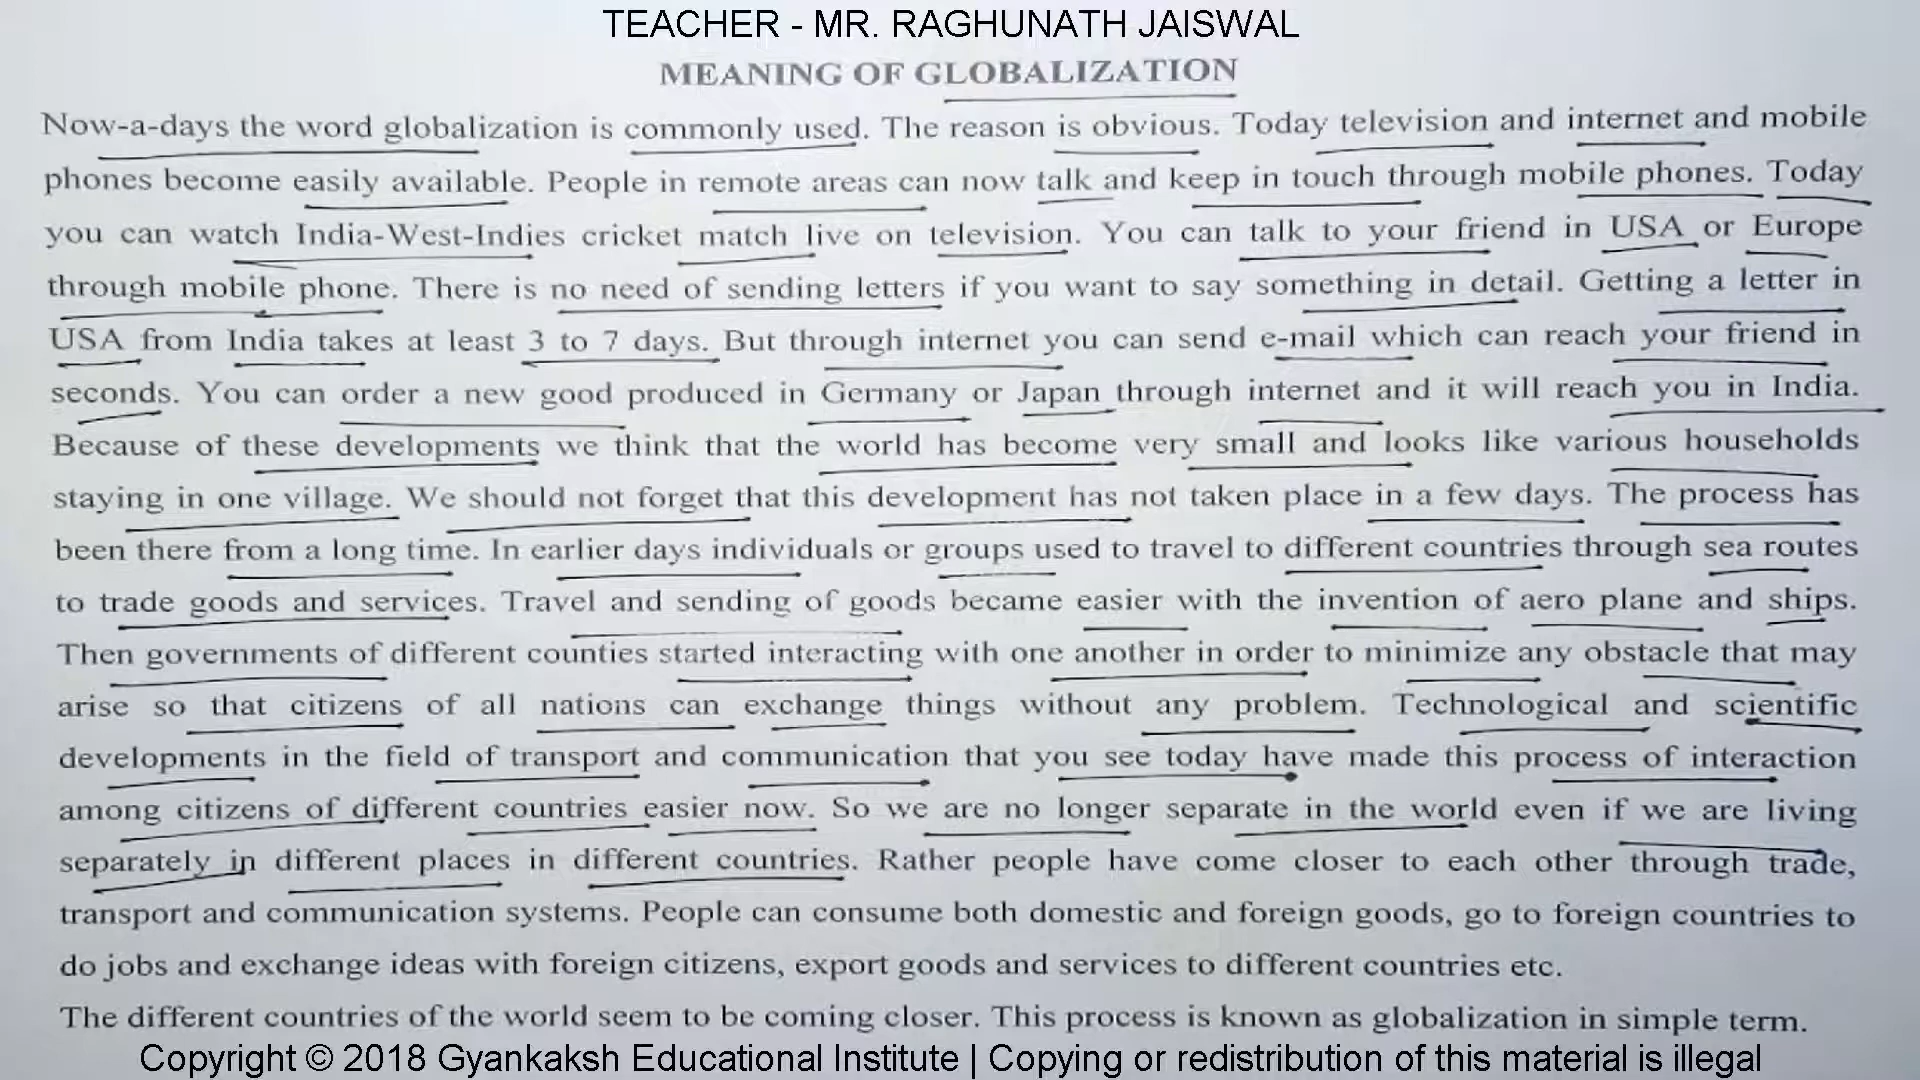 TEACHER - MR. RAGHUNATH JAISWAL
MEANING OF GLOBALIZATION
Now-a-days the word globalization is commonly used. The reason is obvious. Today television and internet and mobile
phones become easily available. People in remote areas can now talk and keep in touch through mobile phones. Today
you can watch India-West-Indies cricket match live on television. You can talk to your friend in USA or Europe
through mobile phone. There is no need of sending letters if you want to say something in detail. Getting a letter in
USA from India takes at least 3 to 7 days. But through internet you can send e-mail which can reach your friend in
seconds. You can order a new good produced in Germany or Japan through internet and it will reach you in India.
Because of these developments we think that the world has become very small and looks like various households
staying in one village. We should not forget that this development has not taken place in a few days. The process has
been there from a long time. In earlier days individuals or groups used to travel to different countries through sea routes
to trade goods and services. Travel and sending of goods became easier with the invention of aero plane and ships.
Then governments of different counties started interacting with one another in order to minimize any obstacle that may
arise so that citizens of all nations can exchange things without any problem. Technological and scientific
developments in the field of transport and communication that you see today have made this process of interaction
among citizens of different countries easier now. So we are no longer separate in the world even if we are living
separately in different places in different countries. Rather people have come closer to each other through trade,
transport and communication systems. People can consume both domestic and foreign goods, go to foreign countries to
do jobs and exchange ideas with foreign citizens, export goods and services to different countries etc.
The different countries of the world seem to be coming closer. This process is known as globalization in simple term.
Copyright © 2018 Gyankaksh Educational Institute | Copying or redistribution of this material is illegal